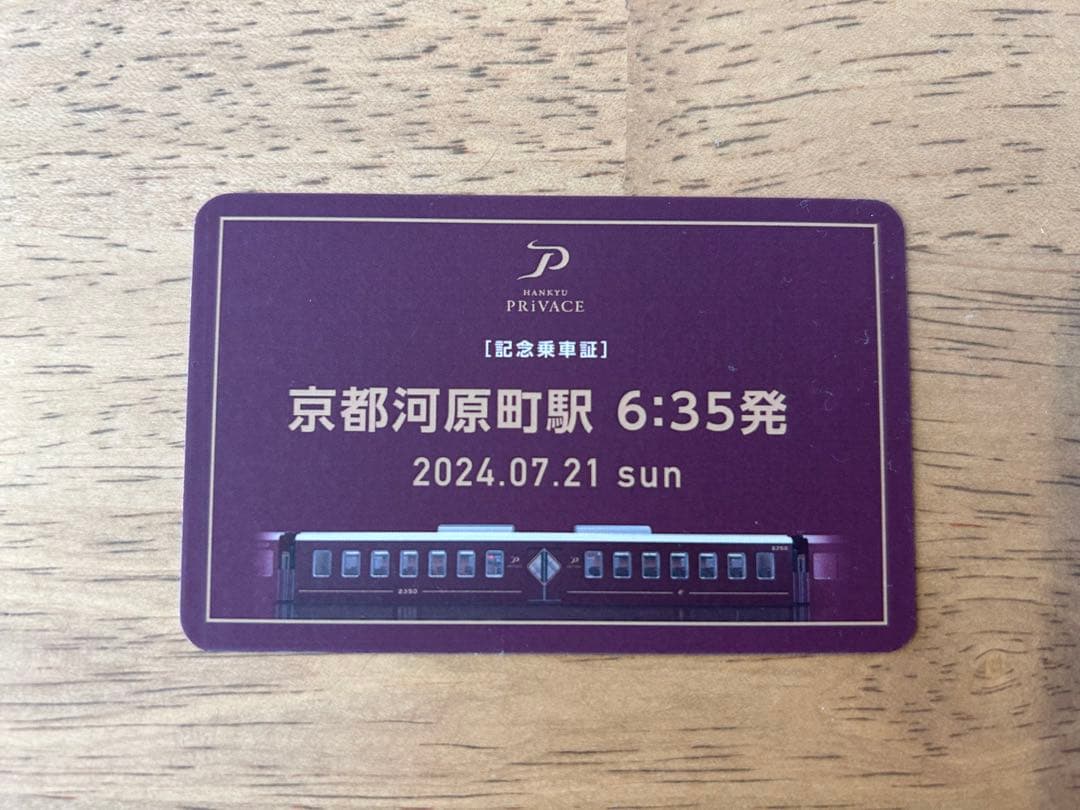 HANKYU
PRiVACE
[記念乗車証]
京都河原町駅 6:35発
2024.07.21 sun
2350